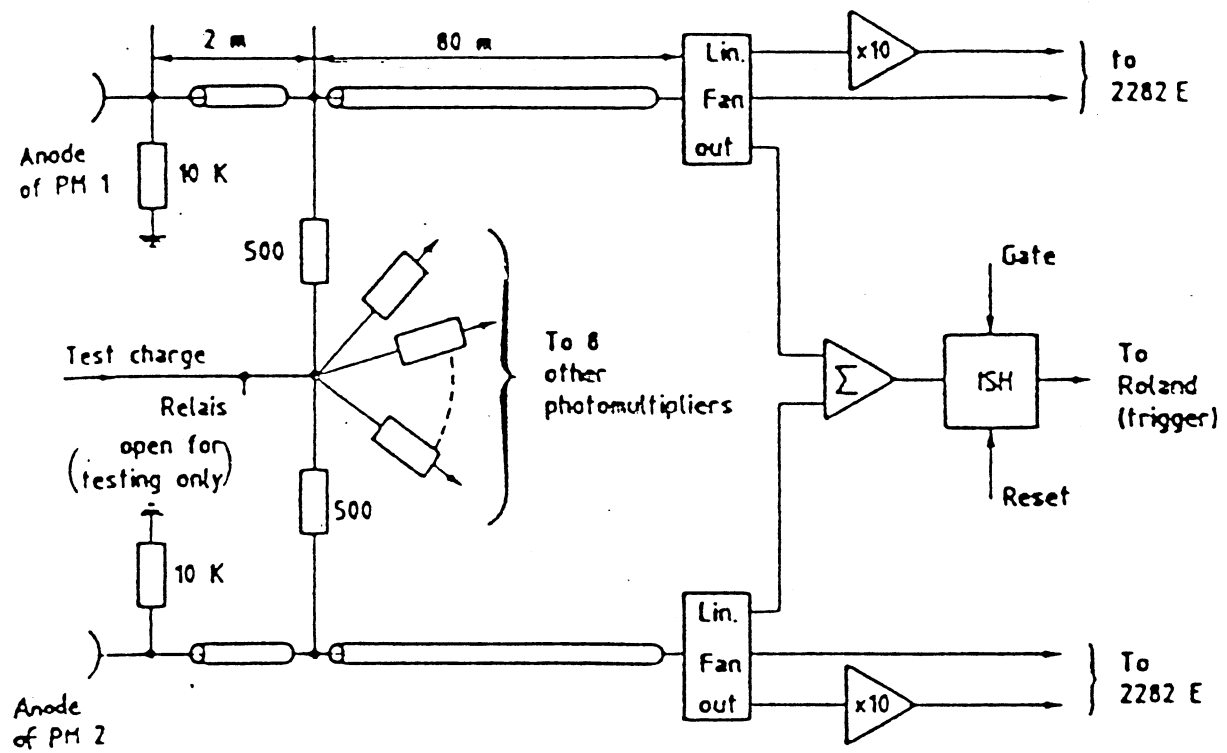 2 m
80 m
Lin.
Fan
out
x10
to
2282 E
Anode
of PM 1
10 K
500
Gate
Test charge
Relais
(open for
testing only)
To 8
other
photomultipliers
Σ
ISH
To
Roland
(trigger)
Reset
500
10 K
Lin.
Fan
out
x10
To
2282 E
Anode
of PM 2